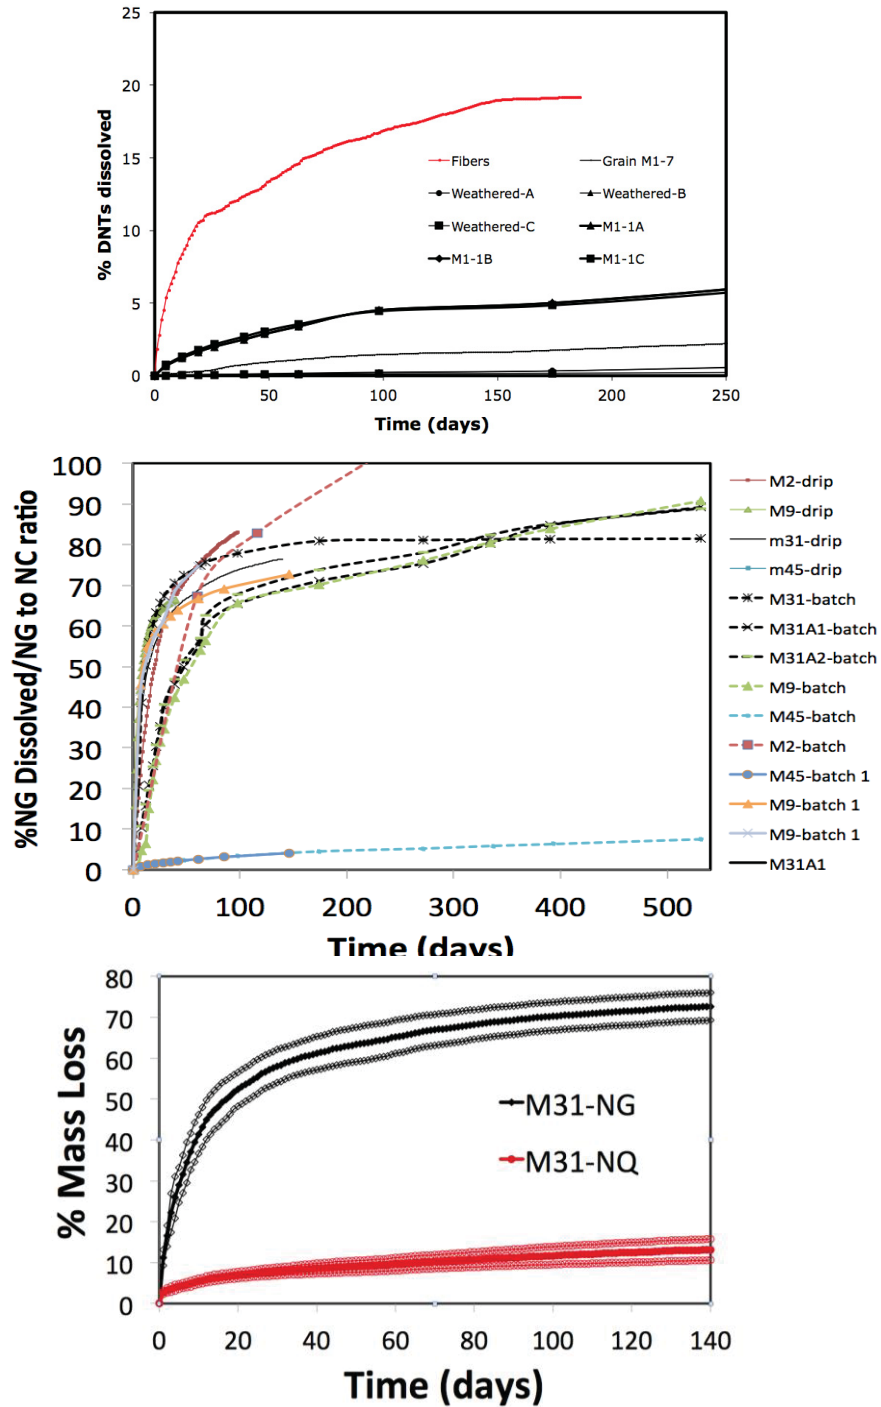 25
20
15
10
5
0
% DNTs dissolved
Fibers
Grain M1-7
Weathered-A
Weathered-B
Weathered-C
M1-1A
M1-1B
M1-1C
0 50 100 150 200 250
Time (days)
100
90
80
70
60
50
40
30
20
10
0
%NG Dissolved/NG to NC ratio
0 100 200 300 400 500
Time (days)
M2-drip
M9-drip
m31-drip
m45-drip
M31-batch
M31A1-batch
M31A2-batch
M9-batch
M45-batch
M2-batch
M45-batch 1
M9-batch 1
M9-batch 1
M31A1
80
70
60
50
40
30
20
10
0
% Mass Loss
M31-NG
M31-NQ
0 20 40 60 80 100 120 140
Time (days)